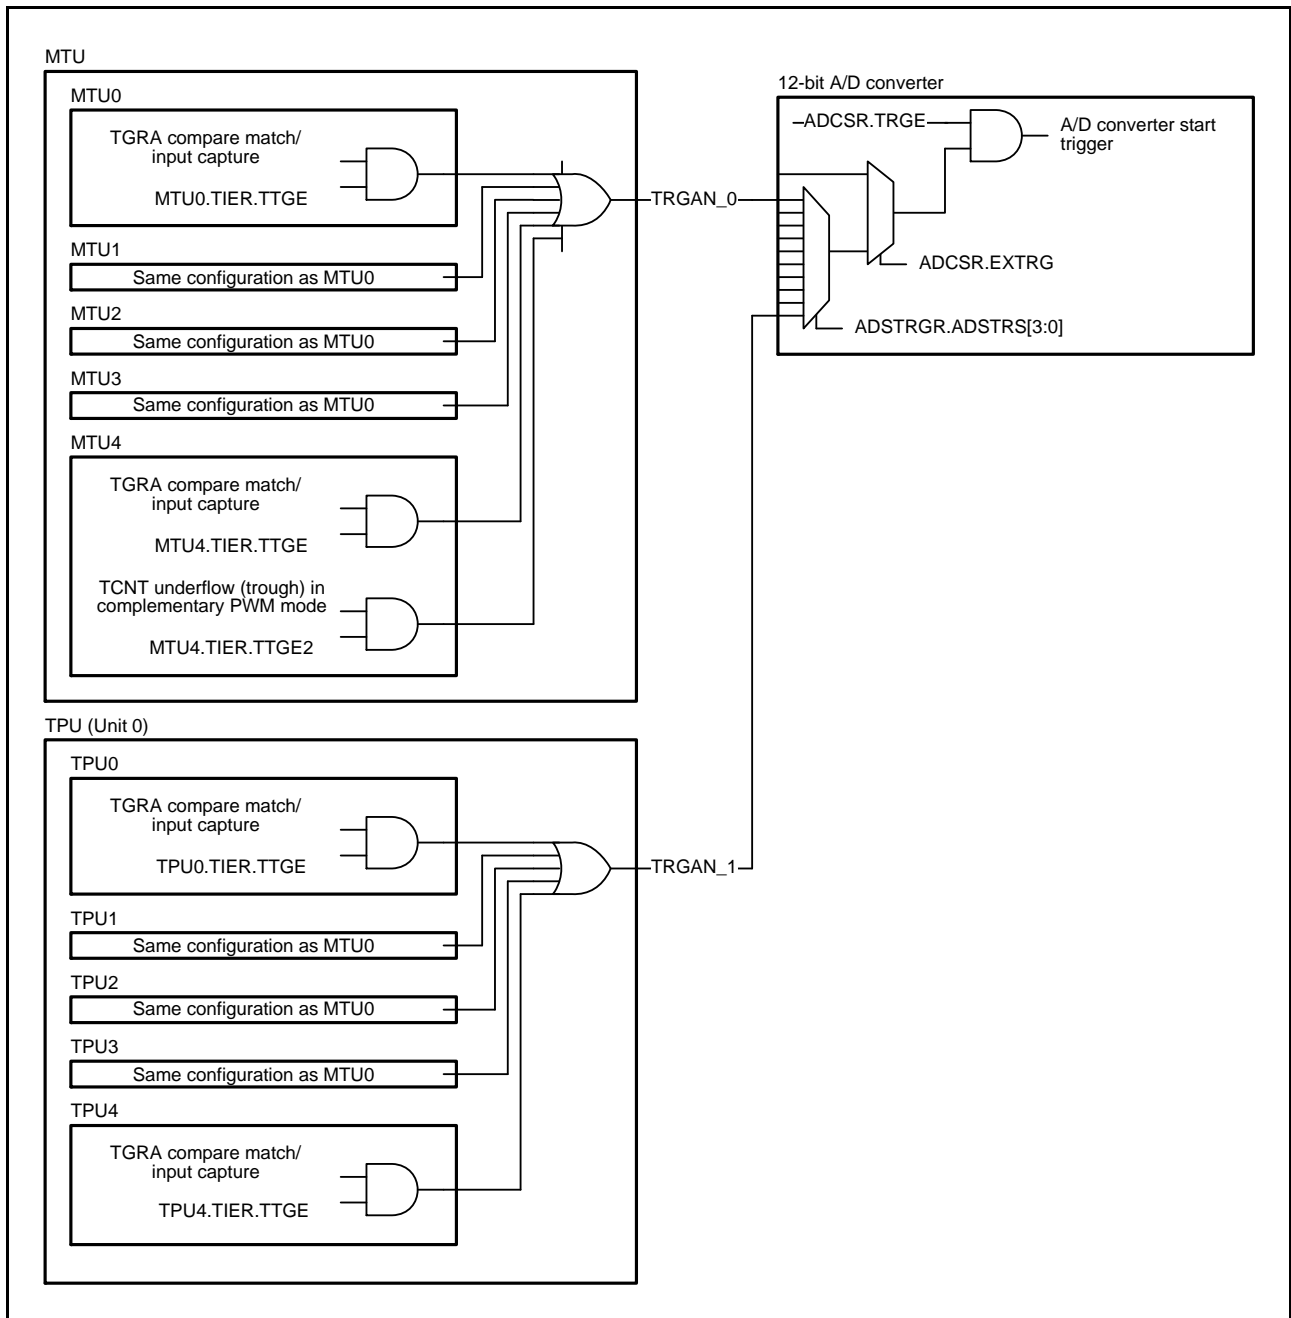 MTU
MTU0
TGRA compare match/
input capture
MTU0.TIER.TTGE
MTU1
Same configuration as MTU0
MTU2
Same configuration as MTU0
MTU3
Same configuration as MTU0
MTU4
TGRA compare match/
input capture
MTU4.TIER.TTGE
TCNT underflow (trough) in
complementary PWM mode
MTU4.TIER.TTGE2
TRGAN_0
12-bit A/D converter
ADCSR.TRGE
A/D converter start
trigger
ADCSR.EXTRG
ADSTRGR.ADSTRS[3:0]
TPU (Unit 0)
TPU0
TGRA compare match/
input capture
TPU0.TIER.TTGE
TPU1
Same configuration as MTU0
TPU2
Same configuration as MTU0
TPU3
Same configuration as MTU0
TPU4
TGRA compare match/
input capture
TPU4.TIER.TTGE
TRGAN_1